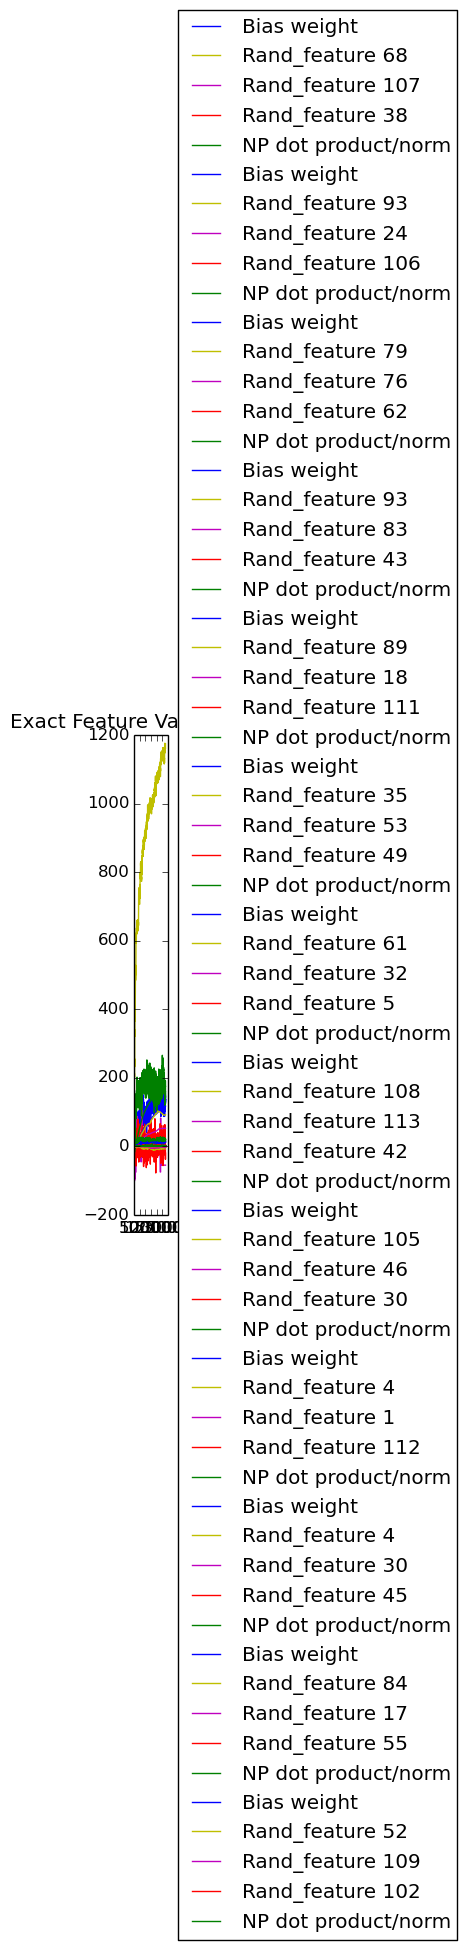 Bias weight
Rand_feature 68
Rand_feature 107
Rand_feature 38
NP dot product/norm
Bias weight
Rand_feature 93
Rand_feature 24
Rand_feature 106
NP dot product/norm
Bias weight
Rand_feature 79
Rand_feature 76
Rand_feature 62
NP dot product/norm
Bias weight
Rand_feature 93
Rand_feature 83
Rand_feature 43
NP dot product/norm
Bias weight
Rand_feature 89
Rand_feature 18
Rand_feature 111
NP dot product/norm
Bias weight
Rand_feature 35
Rand_feature 53
Rand_feature 49
NP dot product/norm
Bias weight
Rand_feature 61
Rand_feature 32
Rand_feature 5
NP dot product/norm
Bias weight
Rand_feature 108
Rand_feature 113
Rand_feature 42
NP dot product/norm
Bias weight
Rand_feature 105
Rand_feature 46
Rand_feature 30
NP dot product/norm
Bias weight
Rand_feature 4
Rand_feature 1
Rand_feature 112
NP dot product/norm
Bias weight
Rand_feature 4
Rand_feature 30
Rand_feature 45
NP dot product/norm
Bias weight
Rand_feature 84
Rand_feature 17
Rand_feature 55
NP dot product/norm
Bias weight
Rand_feature 52
Rand_feature 109
Rand_feature 102
NP dot product/norm
Exact Feature Va
1200
1000
800
600
400
200
0
−200